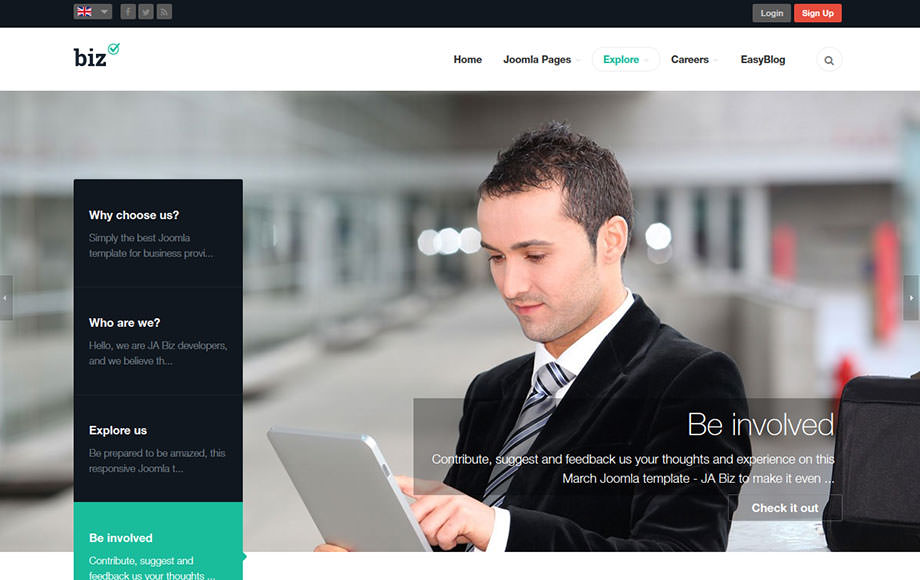 Login
Sign Up
biz
Home
Joomla Pages
Explore
Careers
EasyBlog
Why choose us?
Simply the best Joomla
template for business provi...
Who are we?
Hello, we are JA Biz developers,
and we believe th...
Explore us
Be prepared to be amazed, this
responsive Joomla t...
Be involved
Contribute, suggest and
feedback us your thoughts ...
Be involved
Contribute, suggest and feedback us your thoughts and experience on this
March Joomla template - JA Biz to make it even ...
Check it out